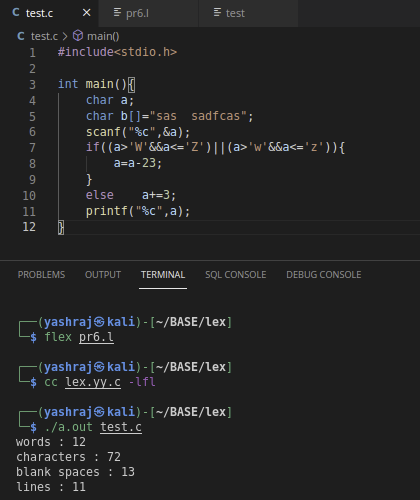 C test.c × pr6.l test
C test.c > main()
1 #include<stdio.h>
2
3 int main(){
4 char a;
5 char b[]="sas  sadfcas";
6 scanf("%c",&a);
7 if((a>'W'&&a<='Z')||(a>'w'&&a<='z')){
8 a=a-23;
9 }
10 else    a+=3;
11 printf("%c",a);
12 }
PROBLEMS OUTPUT TERMINAL SQL CONSOLE DEBUG CONSOLE
┌──(yashraj㉿kali)-[~/BASE/lex]
└─$ flex pr6.l
┌──(yashraj㉿kali)-[~/BASE/lex]
└─$ cc lex.yy.c -lfl
┌──(yashraj㉿kali)-[~/BASE/lex]
└─$ ./a.out test.c
words : 12
characters : 72
blank spaces : 13
lines : 11